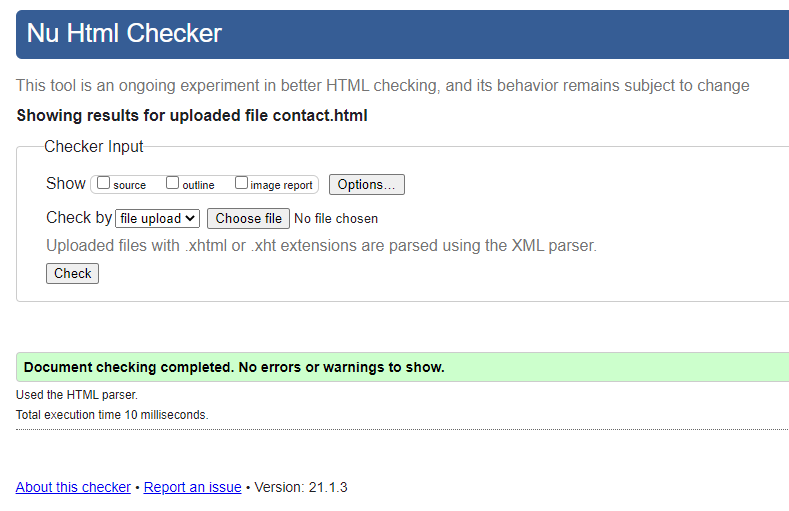 Nu Html Checker
This tool is an ongoing experiment in better HTML checking, and its behavior remains subject to change
Showing results for uploaded file contact.html
Checker Input
Show source outline image report Options...
Check by file upload Choose file No file chosen
Uploaded files with .xhtml or .xht extensions are parsed using the XML parser.
Check
Document checking completed. No errors or warnings to show.
Used the HTML parser.
Total execution time 10 milliseconds.
About this checker • Report an issue • Version: 21.1.3